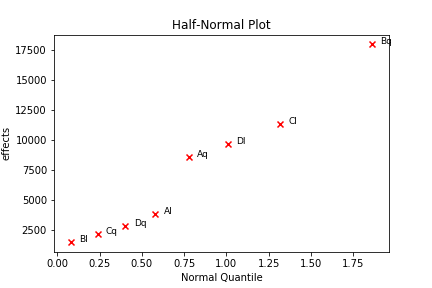 Half-Normal Plot
17500
15000
12500
10000
7500
5000
2500
effects
Bq
Cl
Dl
Aq
Al
Dq
Cq
Bl
0.00 0.25 0.50 0.75 1.00 1.25 1.50 1.75
Normal Quantile